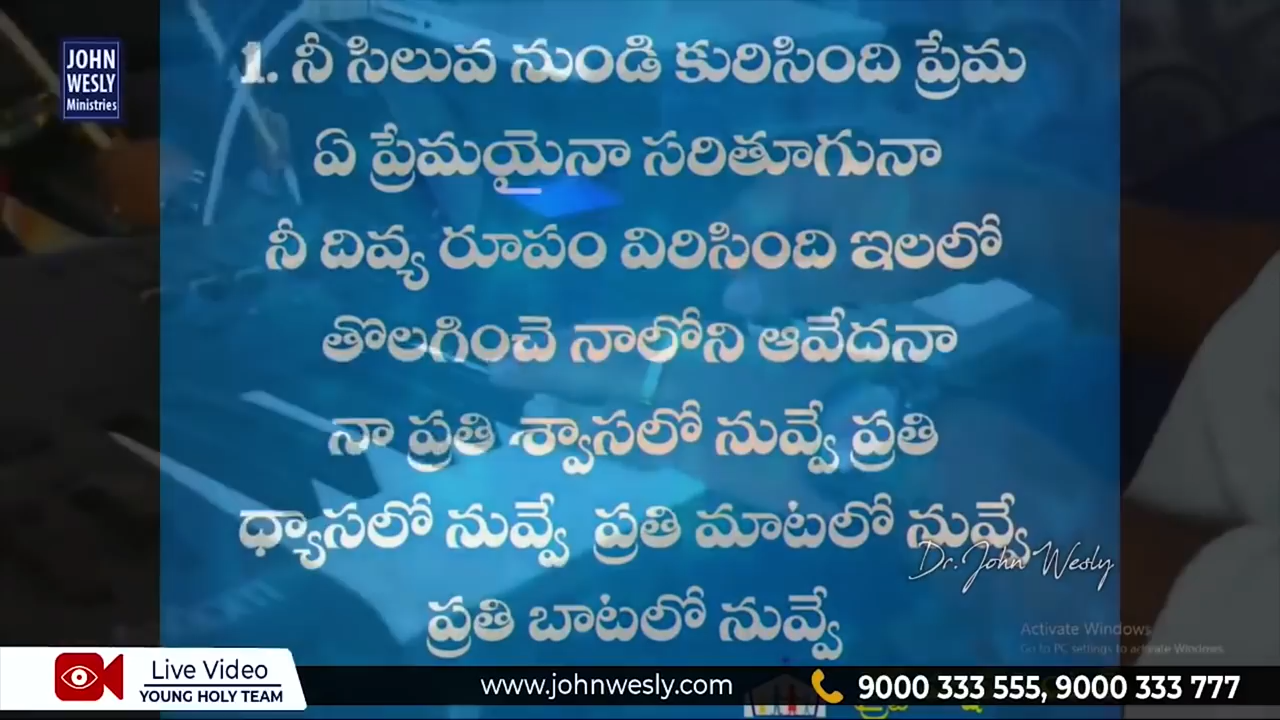 JOHN
WESLY
Ministries
1. నీ సిలువ నుండి కురిసింది ప్రేమ
ఏ ప్రేమయైనా సరితూగునా
నీ దివ్య రూపం విరిసింది ఇలలో
తొలగించె నాలోని ఆవేదనా
నా ప్రతి శ్వాసలో నువ్వే ప్రతి
ధ్యాసలో నువ్వే ప్రతి మాటలో నువ్వే
ప్రతి బాటలో నువ్వే
Dr. John Wesly
Activate Windows
Go to PC settings to activate Windows.
Live Video
YOUNG HOLY TEAM
www.johnwesly.com
9000 333 555, 9000 333 777